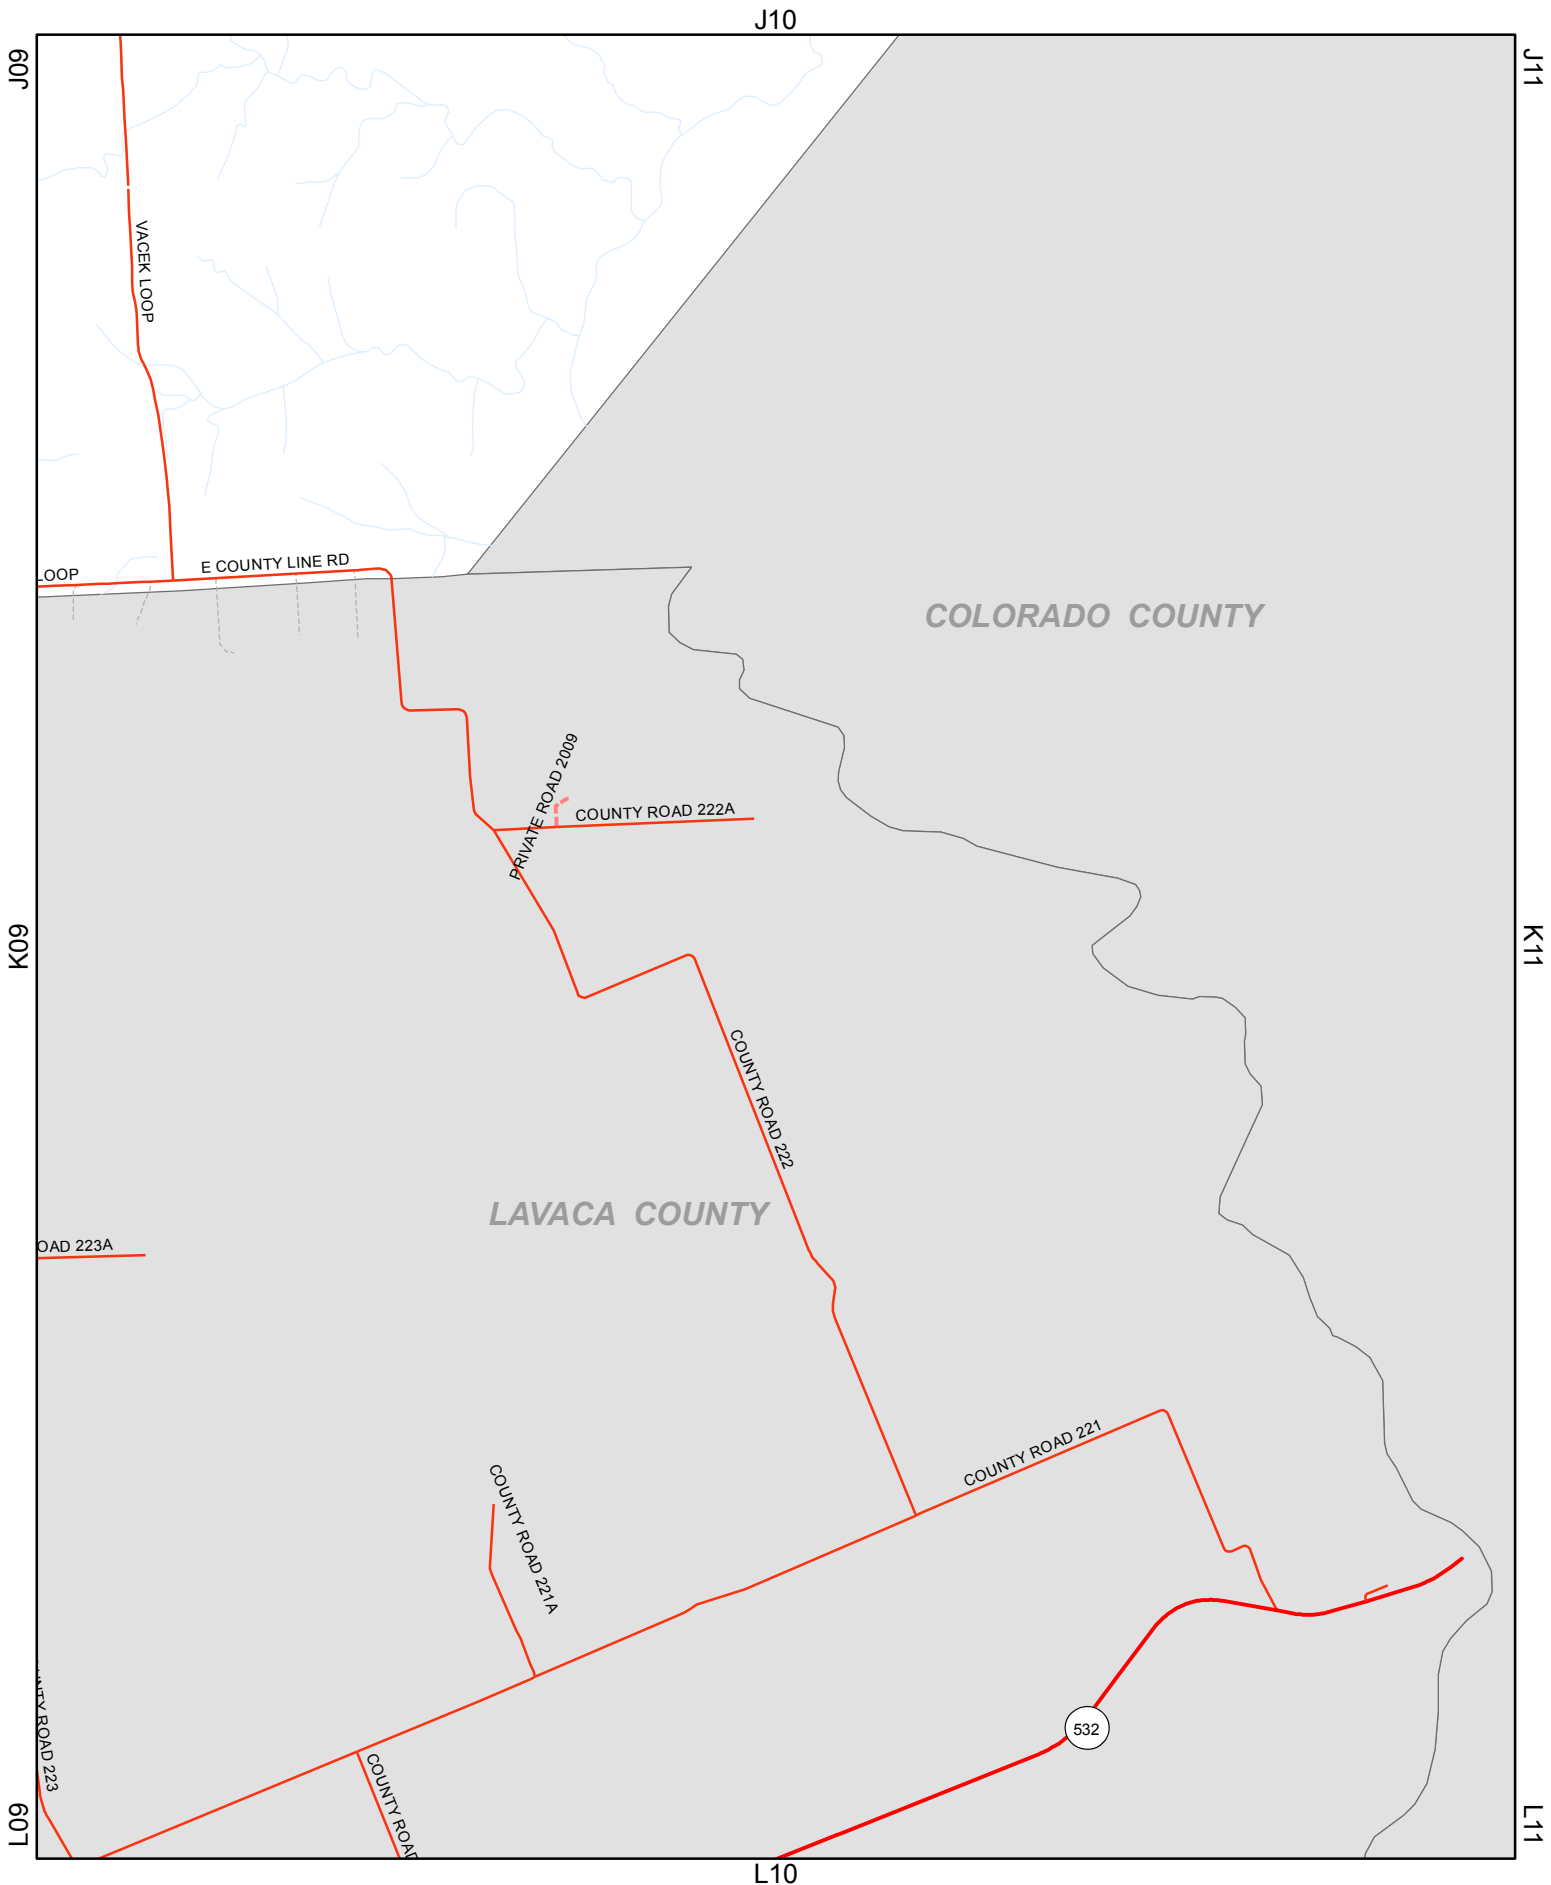 J10
J09
J11
VACEK LOOP
E COUNTY LINE RD
LOOP
COLORADO COUNTY
PRIVATE ROAD 2009
COUNTY ROAD 222A
K09
K11
COUNTY ROAD 222
LAVACA COUNTY
OAD 223A
COUNTY ROAD 221
COUNTY ROAD 221A
UNTY ROAD 223
532
COUNTY ROAD
L09
L11
L10